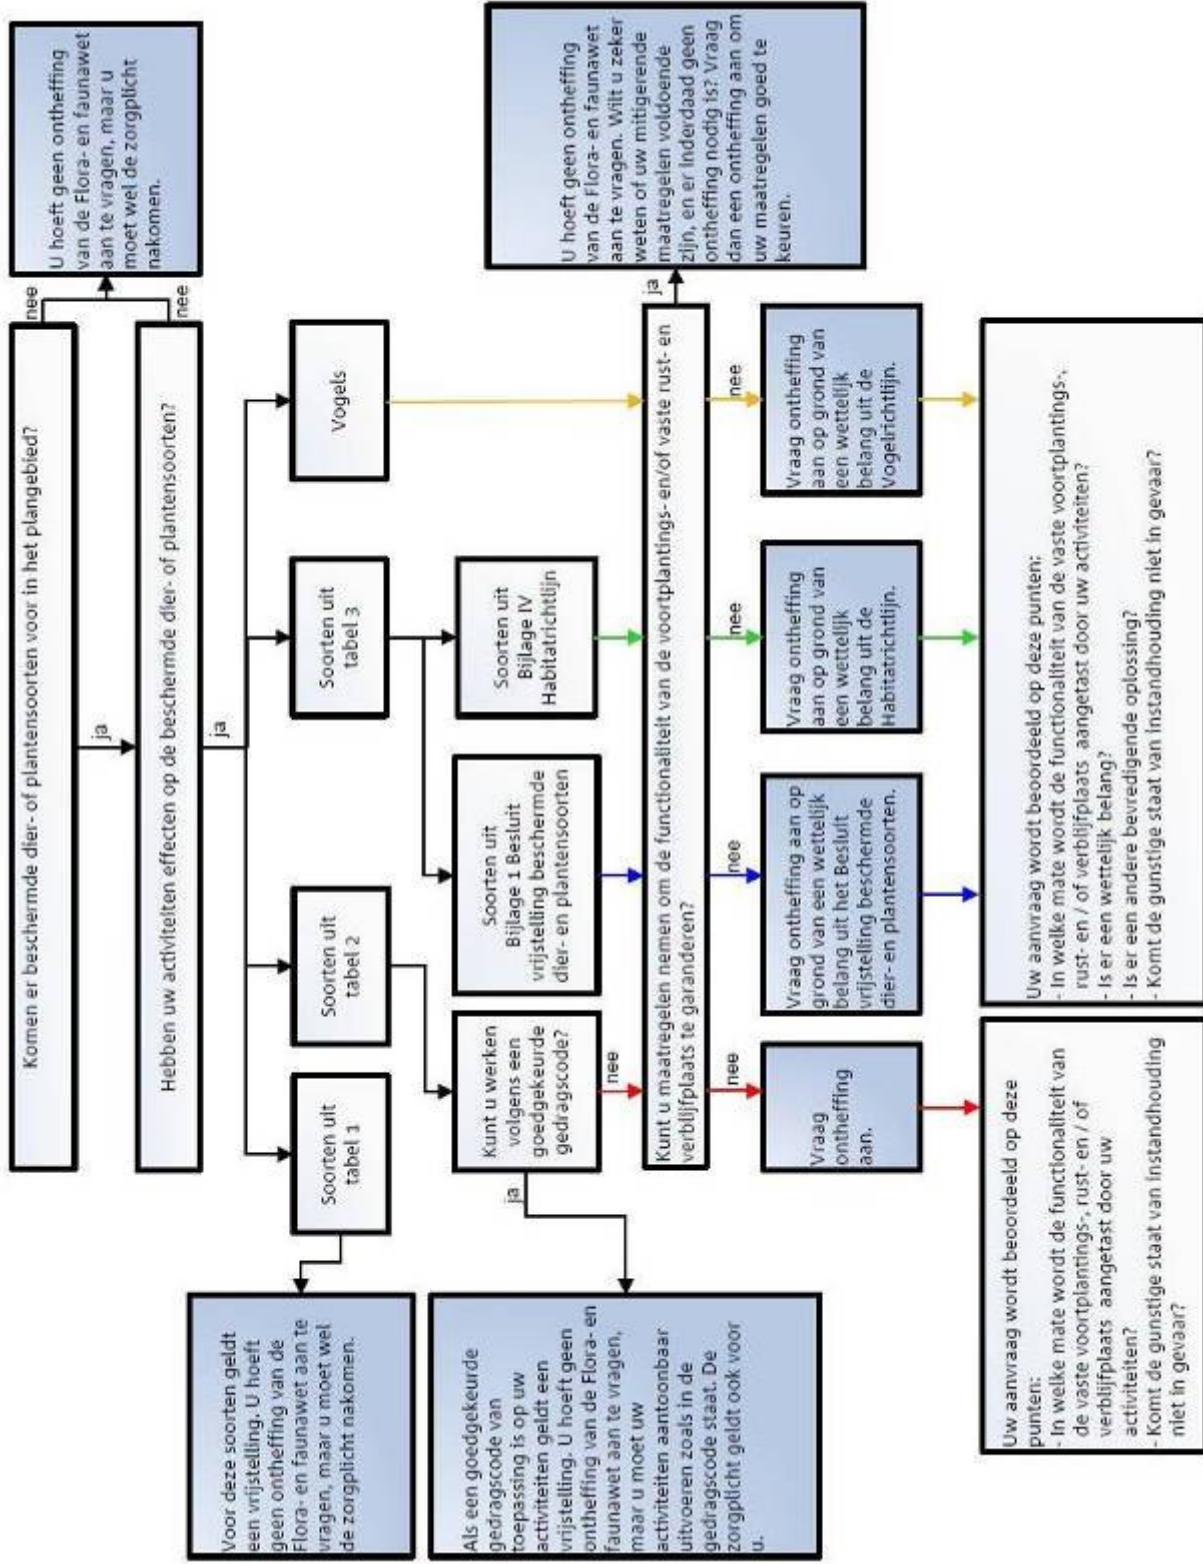 Komen er beschermde dier- of plantensoorten voor in het plangebied?
nee
U hoeft geen ontheffing
van de Flora- en faunawet
aan te vragen, maar u
moet wel de zorgplicht
nakomen.
ja
Hebben uw activiteiten effecten op de beschermde dier- of plantensoorten?
nee
ja
Voor deze soorten geldt
een vrijstelling. U hoeft
geen ontheffing van de
Flora- en faunawet aan te
vragen, maar u moet wel
de zorgplicht nakomen.
Soorten uit
tabel 1
Soorten uit
tabel 2
Soorten uit
tabel 3
Vogels
Als een goedgekeurde
gedragscode van
toepassing is op uw
activiteiten geldt een
vrijstelling. U hoeft geen
ontheffing van de Flora- en
faunawet aan te vragen,
maar u moet uw
activiteiten aantoonbaar
uitvoeren zoals in de
gedragscode staat. De
zorgplicht geldt ook voor
u.
ja
Kunt u werken
volgens een
goedgekeurde
gedragscode?
Soorten uit
Bijlage 1 Besluit
vrijstelling beschermde
dier- en plantensoorten
Soorten uit
Bijlage IV
Habitatrichtlijn
nee
Kunt u maatregelen nemen om de functionaliteit van de voortplantings- en/of vaste rust- en
verblijfplaats te garanderen?
ja
U hoeft geen ontheffing
van de Flora- en faunawet
aan te vragen. Wilt u zeker
weten of uw mitigerende
maatregelen voldoende
zijn, en er inderdaad geen
ontheffing nodig is? Vraag
dan een ontheffing aan om
uw maatregelen goed te
keuren.
nee
nee
nee
nee
Vraag
ontheffing
aan.
Vraag ontheffing aan op
grond van een wettelijk
belang uit het Besluit
vrijstelling beschermde
dier- en plantensoorten.
Vraag ontheffing
aan op grond van
een wettelijk
belang uit de
Habitatrichtlijn.
Vraag ontheffing
aan op grond van
een wettelijk
belang uit de
Vogelrichtlijn.
Uw aanvraag wordt beoordeeld op deze
punten:
- In welke mate wordt de functionaliteit van
de vaste voortplantings-, rust- en / of
verblijfplaats aangetast door uw
activiteiten?
- Komt de gunstige staat van instandhouding
niet in gevaar?
Uw aanvraag wordt beoordeeld op deze punten:
- In welke mate wordt de functionaliteit van de vaste voortplantings-,
rust- en / of verblijfplaats aangetast door uw activiteiten?
- Is er een wettelijk belang?
- Is er een andere bevredigende oplossing?
- Komt de gunstige staat van instandhouding niet in gevaar?